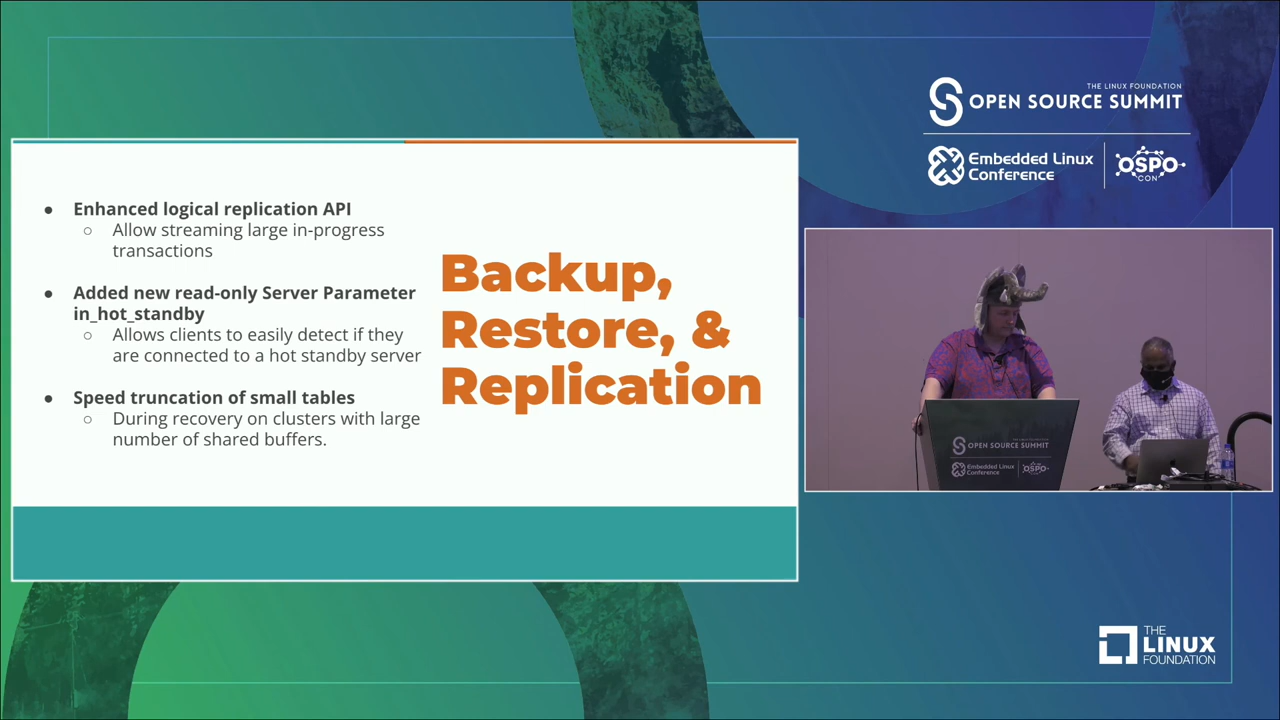 THE LINUX FOUNDATION
OPEN SOURCE SUMMIT
Embedded Linux
Conference
OSPO
CON
Enhanced logical replication API
Allow streaming large in-progress
transactions
Added new read-only Server Parameter
in_hot_standby
Allows clients to easily detect if they
are connected to a hot standby server
Speed truncation of small tables
During recovery on clusters with large
number of shared buffers.
Backup,
Restore, &
Replication
OPEN SOURCE SUMMIT
Embedded Linux
Conference
OSPO
THE
LINUX
FOUNDATION